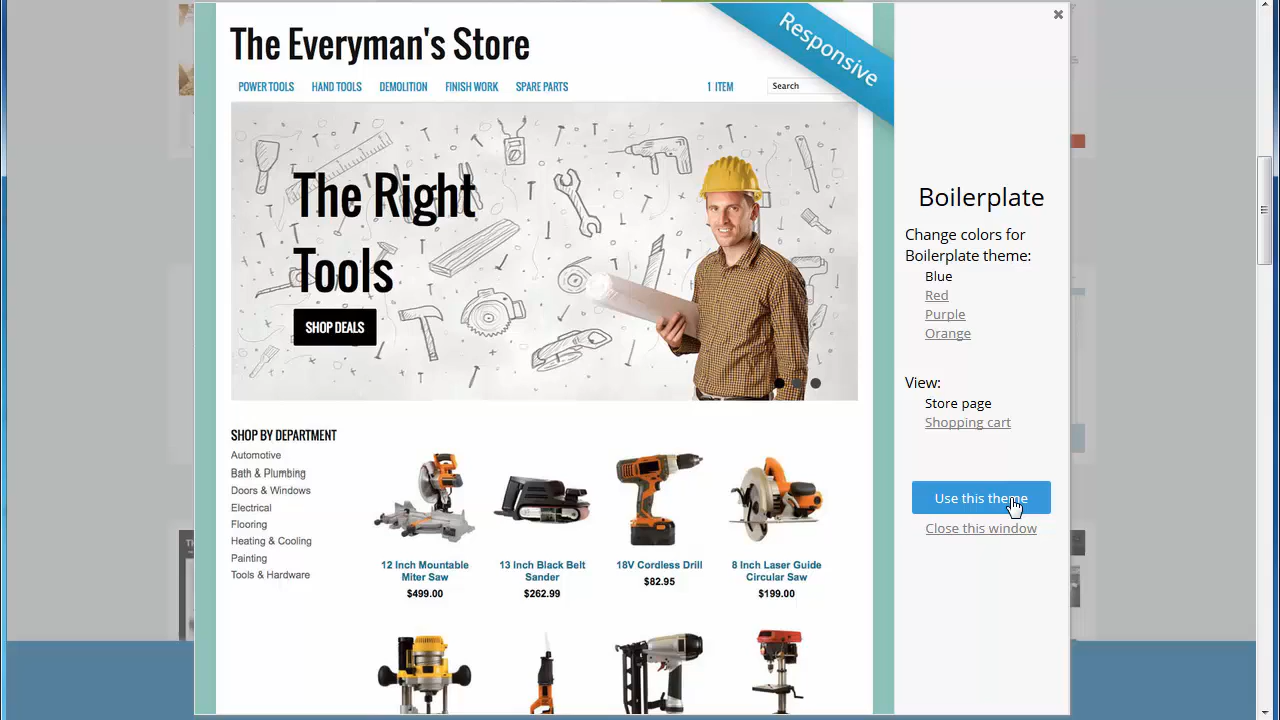 The Everyman's Store
Responsive
POWER TOOLS HAND TOOLS DEMOLITION FINISH WORK SPARE PARTS 1 ITEM Search
The Right
Tools
SHOP DEALS
SHOP BY DEPARTMENT
Automotive
Bath & Plumbing
Doors & Windows
Electrical
Flooring
Heating & Cooling
Painting
Tools & Hardware
12 Inch Mountable
Miter Saw
$499.00
13 Inch Black Belt
Sander
$262.99
18V Cordless Drill
$82.95
8 Inch Laser Guide
Circular Saw
$199.00
Boilerplate
Change colors for
Boilerplate theme:
Blue
Red
Purple
Orange
View:
Store page
Shopping cart
Use this theme
Close this window